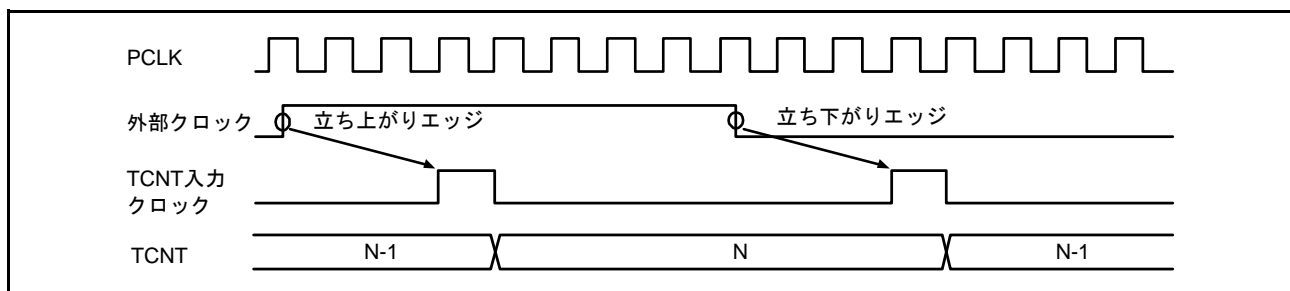 PCLK
外部クロック
立ち上がりエッジ
立ち下がりエッジ
TCNT入力
クロック
TCNT
N-1
N
N-1